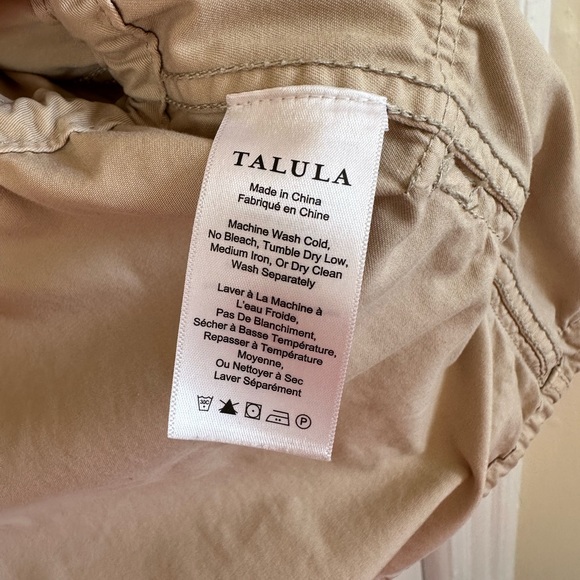 TALULA
Made in China
Fabriqué en Chine
Machine Wash Cold,
No Bleach, Tumble Dry Low,
Medium Iron, Or Dry Clean
Wash Separately
Laver à La Machine à
L'eau Froide,
Pas De Blanchiment,
Sécher à Basse Température,
Repasser à Température
Moyenne,
Ou Nettoyer à Sec
Laver Séparément
30C P